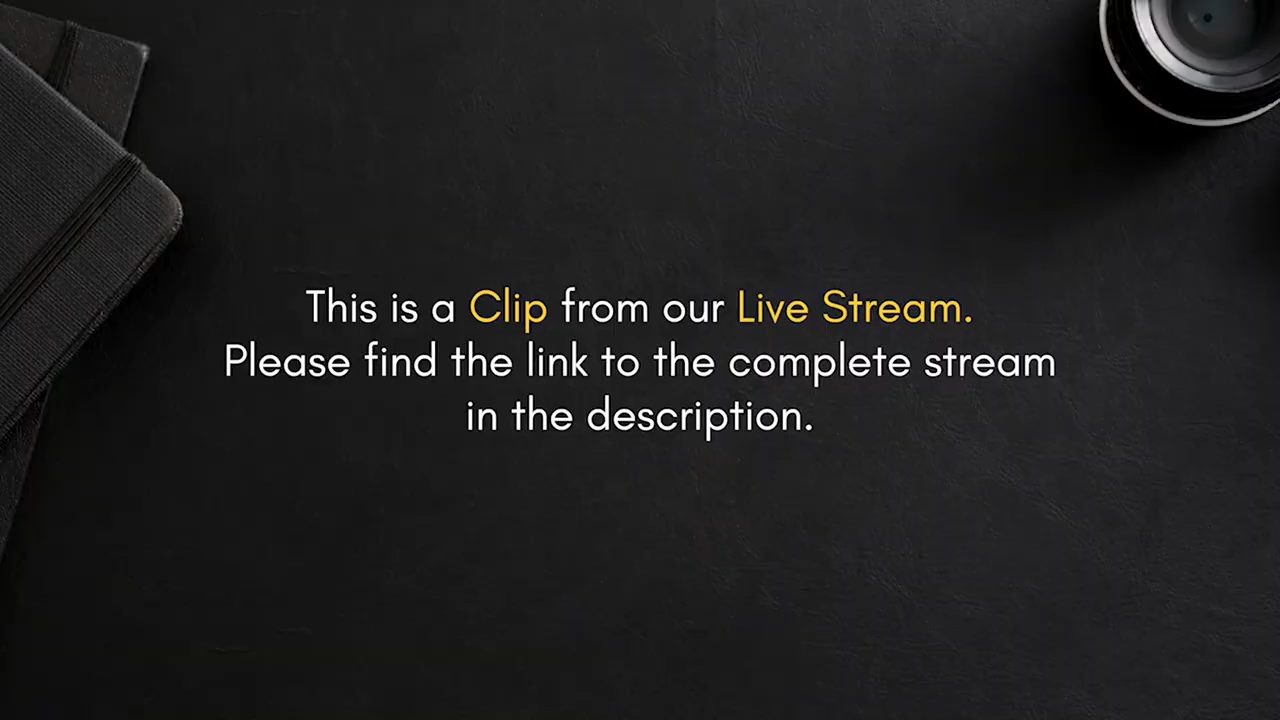 This is a Clip from our Live Stream.
Please find the link to the complete stream
in the description.